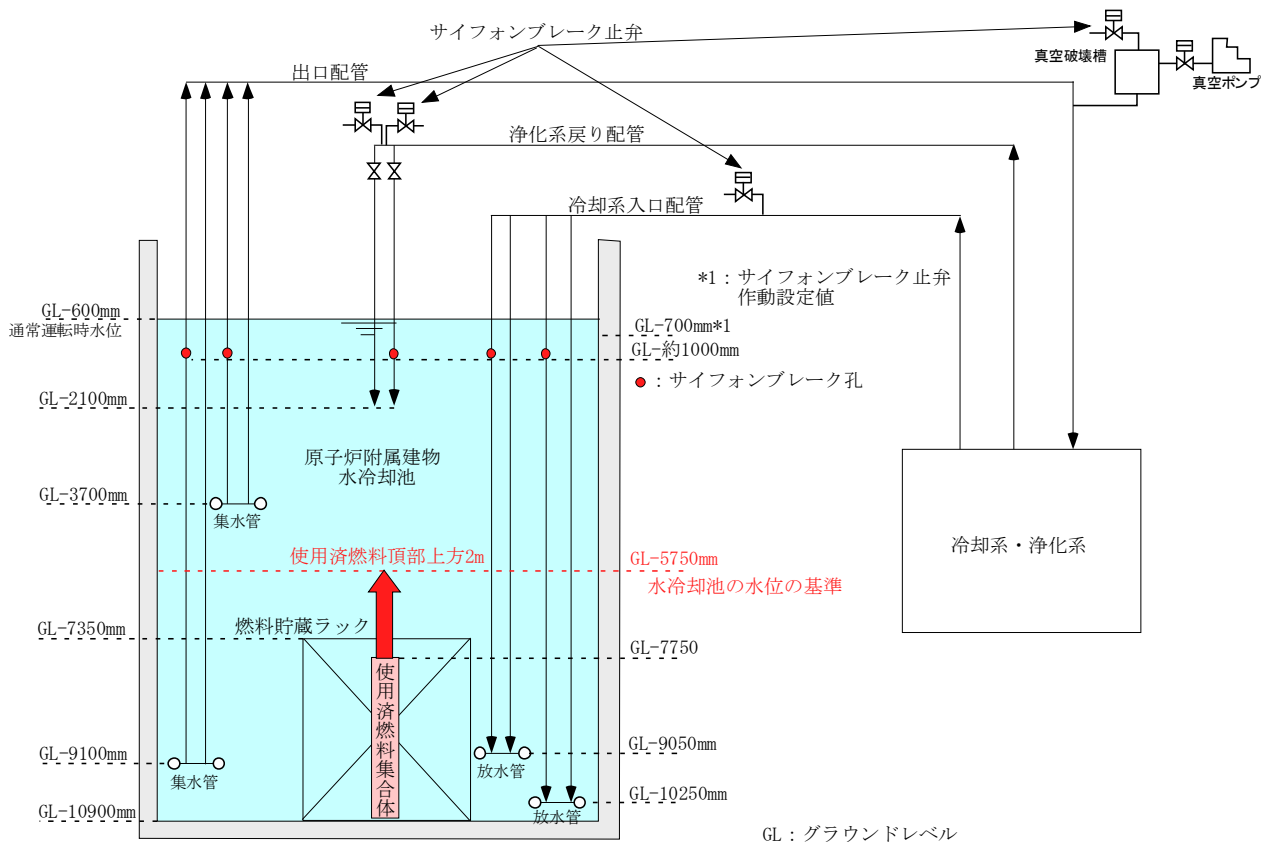 サイフォンブレーク止弁
真空破壊槽
真空ポンプ
出口配管
浄化系戻り配管
冷却系入口配管
*1：サイフォンブレーク止弁
作動設定値
GL-600mm
通常運転時水位
GL-700mm*1
GL-約1000mm
：サイフォンブレーク孔
GL-2100mm
原子炉附属建物
水冷却池
GL-3700mm
集水管
冷却系・浄化系
使用済燃料頂部上方2m
GL-5750mm
水冷却池の水位の基準
GL-7350mm
燃料貯蔵ラック
GL-7750
使用済燃料集合体
GL-9100mm
集水管
GL-9050mm
放水管
GL-10250mm
放水管
GL-10900mm
GL：グラウンドレベル